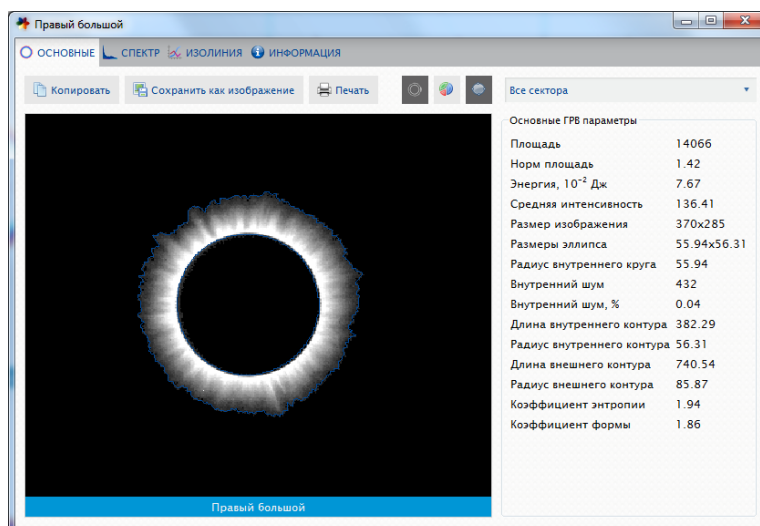 Правый большой
ОСНОВНЫЕ СПЕКТР ИЗОЛИНИЯ ИНФОРМАЦИЯ
Копировать Сохранить как изображение Печать Все сектора
Основные ГРВ параметры
Площадь 14066
Норм площадь 1.42
Энергия, 10⁻² Дж 7.67
Средняя интенсивность 136.41
Размер изображения 370x285
Размеры эллипса 55.94x56.31
Радиус внутреннего круга 55.94
Внутренний шум 432
Внутренний шум, % 0.04
Длина внутреннего контура 382.29
Радиус внутреннего контура 56.31
Длина внешнего контура 740.54
Радиус внешнего контура 85.87
Коэффициент энтропии 1.94
Коэффициент формы 1.86
Правый большой